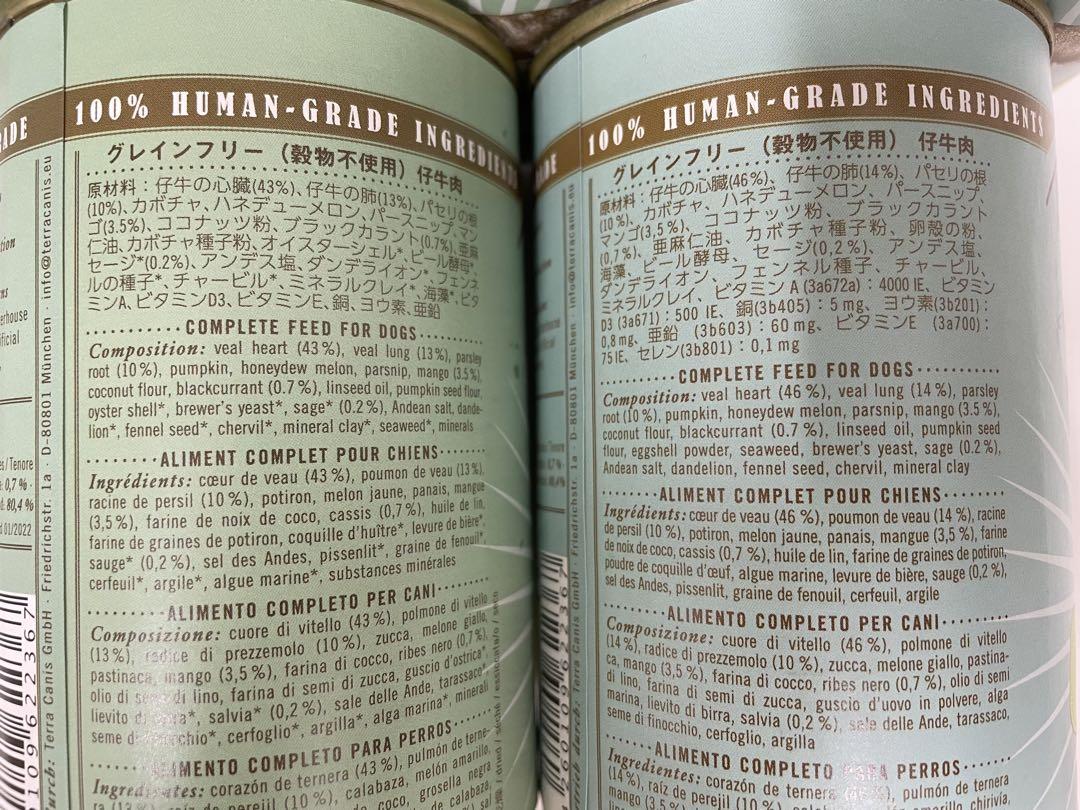 100% HUMAN-GRADE INGREDIENTS
グレインフリー（穀物不使用）仔牛肉
原材料：仔牛の心臓(43%)、仔牛の肺(13%)、パセリの根
(10%)、カボチャ、ハネデューメロン、パースニップ、マン
ゴ(3.5%)、ココナッツ粉、ブラックカラント(0.7%)、亜麻
仁油、カボチャ種子粉、オイスターシェル*、ビール酵母*、
セージ*(0.2%)、アンデス塩、ダンデライオン*、フェンネ
ルの種子*、チャービル*、ミネラルクレイ*、海藻*、ビタ
ミンA、ビタミンD3、ビタミンE、銅、ヨウ素、亜鉛
COMPLETE FEED FOR DOGS
Composition: veal heart (43%), veal lung (13%), parsley
root (10%), pumpkin, honeydew melon, parsnip, mango (3.5%),
coconut flour, blackcurrant (0.7%), linseed oil, pumpkin seed flour,
oyster shell*, brewer's yeast*, sage* (0.2%), Andean salt, dande-
lion*, fennel seed*, chervil*, mineral clay*, seaweed*, minerals
ALIMENT COMPLET POUR CHIENS
Ingrédients: cœur de veau (43%), poumon de veau (13%),
racine de persil (10%), potiron, melon jaune, panais, mangue
(3,5%), farine de noix de coco, cassis (0,7%), huile de lin,
farine de graines de potiron, coquille d'huître*, levure de bière*,
sauge* (0,2%), sel des Andes, pissenlit*, graine de fenouil*,
cerfeuil*, argile*, algue marine*, substances minérales
ALIMENTO COMPLETO PER CANI
Composizione: cuore di vitello (43%), polmone di vitello
(13%), radice di prezzemolo (10%), zucca, melone giallo,
pastinaca, mango (3,5%), farina di cocco, ribes nero (0,7%),
olio di semi di lino, farina di semi di zucca, guscio d'ostrica*,
lievito di birra*, salvia* (0,2%), sale delle Ande, tarassaco*,
seme di finocchio*, cerfoglio*, argilla*, alga marina*, minerali
ALIMENTO COMPLETO PARA PERROS
Ingredientes: corazón de ternera (43%), pulmón de terne-
ra (13%), raíz de perejil (10%), calabaza, melón amarillo,
coco, grosella negra
de calabaza,
info@terracanis.eu
D-80801 München · Friedrichstr. 1a · Terra Canis GmbH
80,4 %
01/2022
109622367
100% HUMAN-GRADE INGREDIENTS
グレインフリー（穀物不使用）仔牛肉
原材料：仔牛の心臓(46%)、仔牛の肺(14%)、パセリの根
(10%)、カボチャ、ハネデューメロン、パースニップ、
マンゴ(3,5%)、ココナッツ粉、ブラックカラント
(0,7%)、亜麻仁油、カボチャ種子粉、卵殻の粉、
海藻、ビール酵母、セージ(0,2%)、アンデス塩、
ダンデライオン、フェンネル種子、チャービル、
ミネラルクレイ、ビタミンA (3a672a)：4000 IE、ビタミン
D3 (3a671)：500 IE、銅(3b405)：5 mg、ヨウ素(3b201)：
0,8 mg、亜鉛 (3b603)：60 mg、ビタミンE (3a700)：
75 IE、セレン(3b801)：0,1 mg
COMPLETE FEED FOR DOGS
Composition: veal heart (46%), veal lung (14%), parsley
root (10%), pumpkin, honeydew melon, parsnip, mango (3.5%),
coconut flour, blackcurrant (0.7%), linseed oil, pumpkin seed
flour, eggshell powder, seaweed, brewer's yeast, sage (0.2%),
Andean salt, dandelion, fennel seed, chervil, mineral clay
ALIMENT COMPLET POUR CHIENS
Ingrédients: cœur de veau (46%), poumon de veau (14%), racine
de persil (10%), potiron, melon jaune, panais, mangue (3,5%), farine
de noix de coco, cassis (0,7%), huile de lin, farine de graines de potiron,
poudre de coquille d'œuf, algue marine, levure de bière, sauge (0,2%),
sel des Andes, pissenlit, graine de fenouil, cerfeuil, argile
ALIMENTO COMPLETO PER CANI
Composizione: cuore di vitello (46%), polmone di vitello
(14%), radice di prezzemolo (10%), zucca, melone giallo, pastina-
ca, mango (3,5%), farina di cocco, ribes nero (0,7%), olio di semi
di lino, farina di semi di zucca, guscio d'uovo in polvere, alga
marina, lievito di birra, salvia (0,2%), sale delle Ande, tarassaco,
seme di finocchio, cerfoglio, argilla
ALIMENTO COMPLETO PARA PERROS
Ingredientes: corazón de ternera (46%), pulmón de ternera
(14%), raíz de perejil (10%), calabaza, melón amarillo, chirivía
info@terracanis.eu
D-80801 München · Friedrichstr. 1a · Terra Canis GmbH